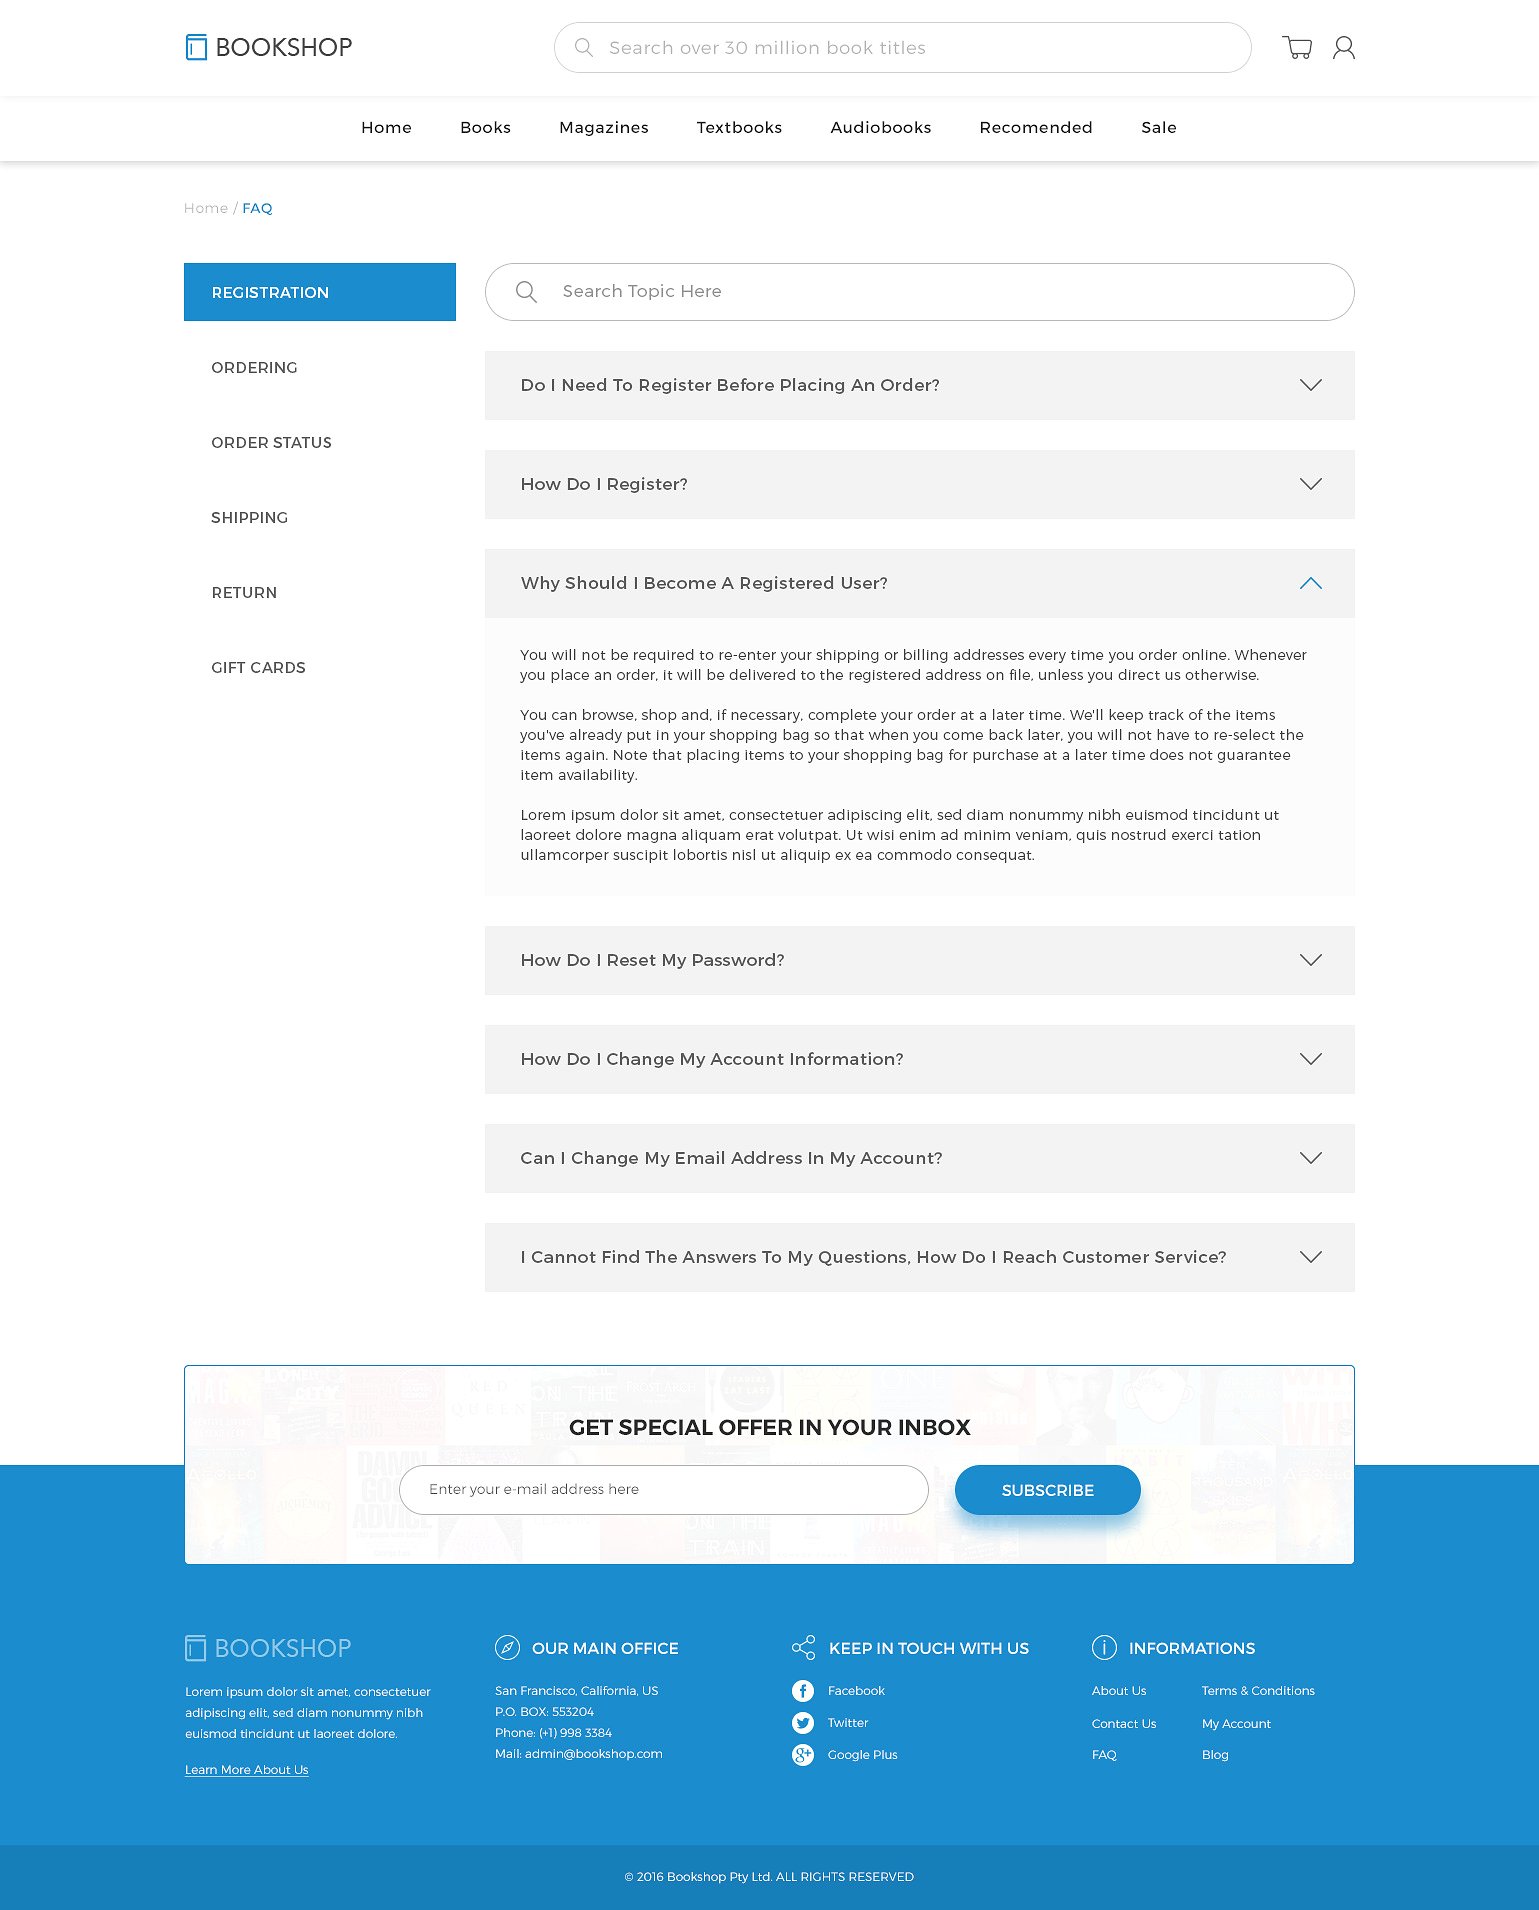 BOOKSHOP
Search over 30 million book titles
Home Books Magazines Textbooks Audiobooks Recomended Sale
Home / FAQ
REGISTRATION
ORDERING
ORDER STATUS
SHIPPING
RETURN
GIFT CARDS
Search Topic Here
Do I Need To Register Before Placing An Order?
How Do I Register?
Why Should I Become A Registered User?
You will not be required to re-enter your shipping or billing addresses every time you order online. Whenever
you place an order, it will be delivered to the registered address on file, unless you direct us otherwise.
You can browse, shop and, if necessary, complete your order at a later time. We'll keep track of the items
you've already put in your shopping bag so that when you come back later, you will not have to re-select the
items again. Note that placing items to your shopping bag for purchase at a later time does not guarantee
item availability.
Lorem ipsum dolor sit amet, consectetuer adipiscing elit, sed diam nonummy nibh euismod tincidunt ut
laoreet dolore magna aliquam erat volutpat. Ut wisi enim ad minim veniam, quis nostrud exerci tation
ullamcorper suscipit lobortis nisl ut aliquip ex ea commodo consequat.
How Do I Reset My Password?
How Do I Change My Account Information?
Can I Change My Email Address In My Account?
I Cannot Find The Answers To My Questions, How Do I Reach Customer Service?
GET SPECIAL OFFER IN YOUR INBOX
Enter your e-mail address here
SUBSCRIBE
BOOKSHOP
Lorem ipsum dolor sit amet, consectetuer
adipiscing elit, sed diam nonummy nibh
euismod tincidunt ut laoreet dolore.
Learn More About Us
OUR MAIN OFFICE
San Francisco, California, US
P.O. BOX: 553204
Phone: (+1) 998 3384
Mail: admin@bookshop.com
KEEP IN TOUCH WITH US
Facebook
Twitter
Google Plus
INFORMATIONS
About Us Terms & Conditions
Contact Us My Account
FAQ Blog
© 2016 Bookshop Pty Ltd. ALL RIGHTS RESERVED